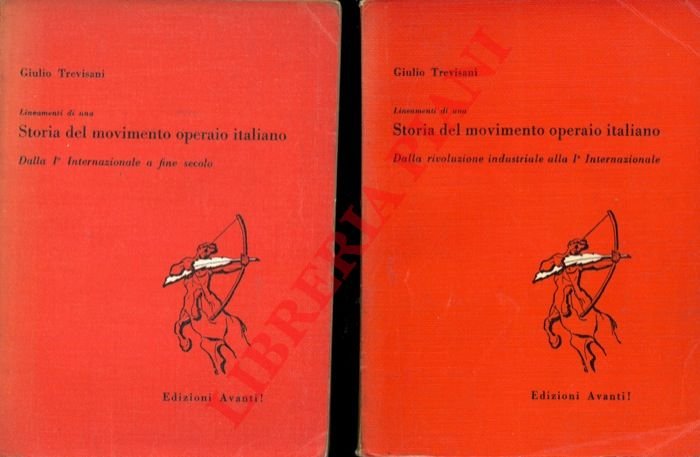 Giulio Trevisani
Lineamenti di una
Storia del movimento operaio italiano
Dalla Iª Internazionale a fine secolo
Edizioni Avanti!
Giulio Trevisani
Lineamenti di una
Storia del movimento operaio italiano
Dalla rivoluzione industriale alla Iª Internazionale
Edizioni Avanti!
LIBRERIA PIANI